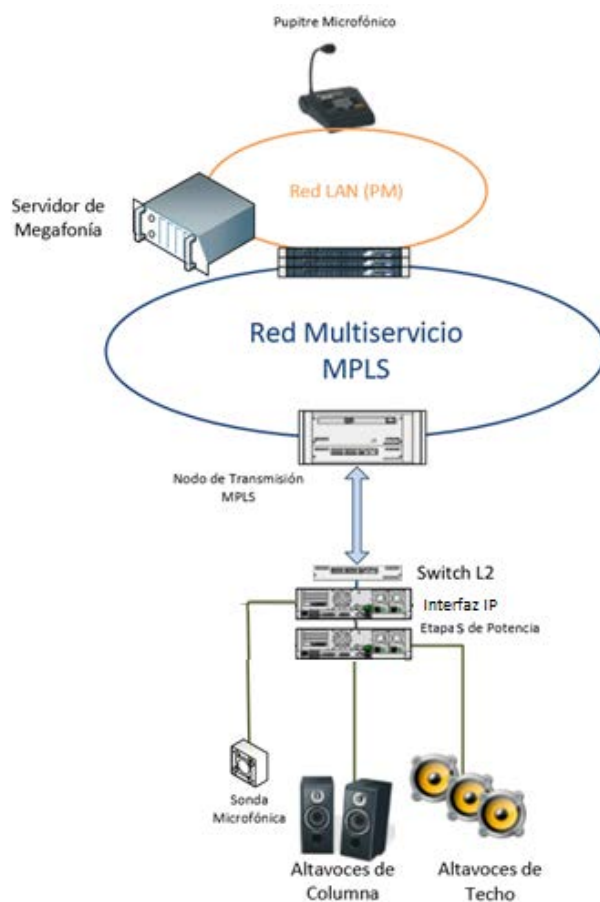 Pupitre Microfónico
Red LAN (PM)
Servidor de
Megafonía
Red Multiservicio
MPLS
Nodo de Transmisión
MPLS
Switch L2
Interfaz IP
Etapas de Potencia
Sonda
Microfónica
Altavoces de
Columna
Altavoces de
Techo